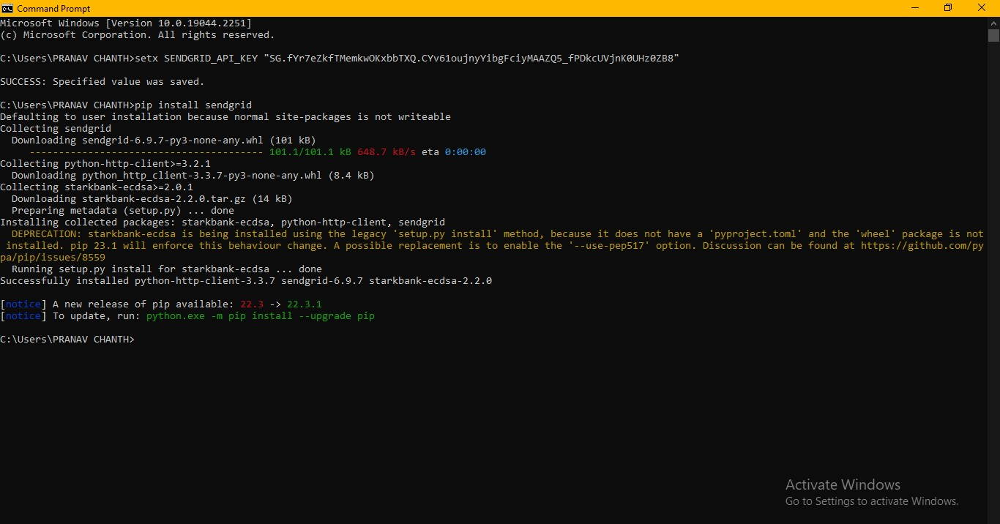 Command Prompt
Microsoft Windows [Version 10.0.19044.2251]
(c) Microsoft Corporation. All rights reserved.
C:\Users\PRANAV CHANTH>setx SENDGRID_API_KEY "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"
SUCCESS: Specified value was saved.
C:\Users\PRANAV CHANTH>pip install sendgrid
Defaulting to user installation because normal site-packages is not writeable
Collecting sendgrid
Downloading sendgrid-6.9.7-py3-none-any.whl (101 kB)
---------------------------------------- 101.1/101.1 kB 648.7 kB/s eta 0:00:00
Collecting python-http-client>=3.2.1
Downloading python_http_client-3.3.7-py3-none-any.whl (8.4 kB)
Collecting starkbank-ecdsa>=2.0.1
Downloading starkbank-ecdsa-2.2.0.tar.gz (14 kB)
Preparing metadata (setup.py) ... done
Installing collected packages: starkbank-ecdsa, python-http-client, sendgrid
DEPRECATION: starkbank-ecdsa is being installed using the legacy 'setup.py install' method, because it does not have a 'pyproject.toml' and the 'wheel' package is not
installed. pip 23.1 will enforce this behaviour change. A possible replacement is to enable the '--use-pep517' option. Discussion can be found at https://github.com/py
pa/pip/issues/8559
Running setup.py install for starkbank-ecdsa ... done
Successfully installed python-http-client-3.3.7 sendgrid-6.9.7 starkbank-ecdsa-2.2.0
[notice] A new release of pip available: 22.3 -> 22.3.1
[notice] To update, run: python.exe -m pip install --upgrade pip
C:\Users\PRANAV CHANTH>
Activate Windows
Go to Settings to activate Windows.